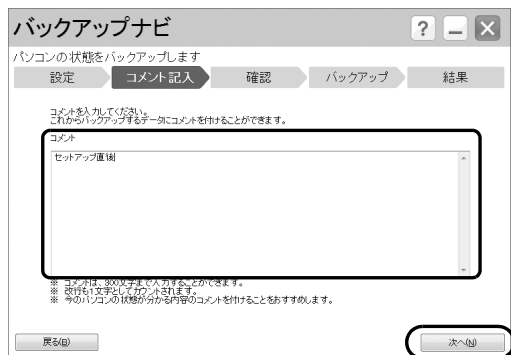 バックアップナビ
? − ×
パソコンの状態をバックアップします
設定 コメント記入 確認 バックアップ 結果
コメントを入力してください。
これからバックアップするデータにコメントを付けることができます。
コメント
セットアップ直後
※ コメントは、300文字まで入力することができます。
※ 改行も1文字としてカウントされます。
※ 今のパソコンの状態が分かる内容のコメントを付けることをおすすめします。
戻る(B) 次へ(N)